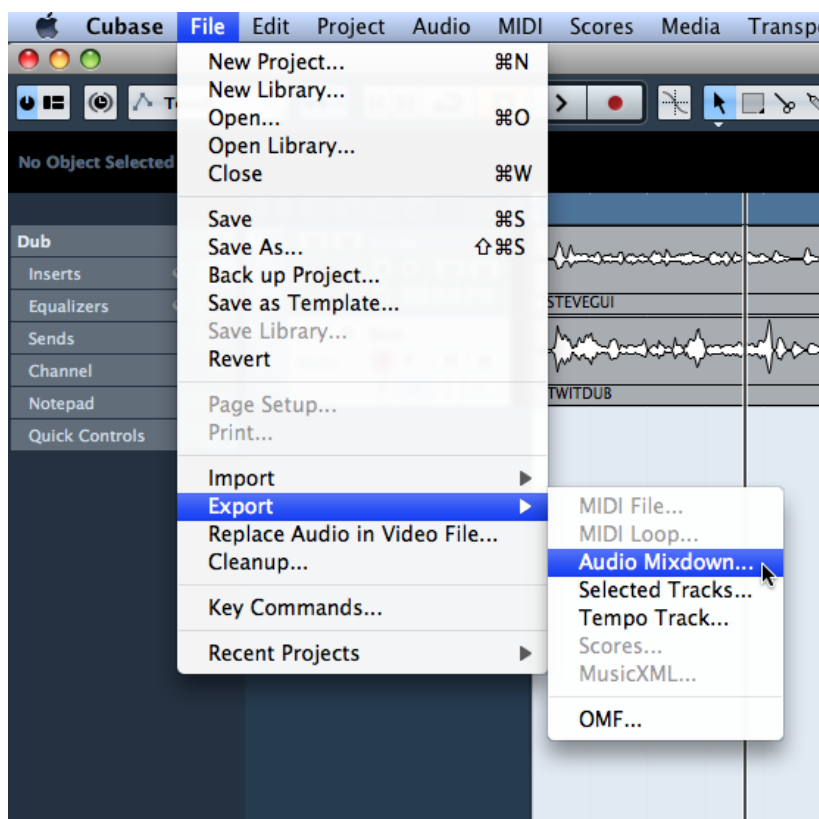 Cubase File Edit Project Audio MIDI Scores Media Transp
New Project... ⌘N
New Library...
Open... ⌘O
Open Library...
Close ⌘W
Save ⌘S
Save As... ⇧⌘S
Back up Project...
Save as Template...
Save Library...
Revert
Page Setup...
Print...
Import
Export
Replace Audio in Video File...
Cleanup...
Key Commands...
Recent Projects
MIDI File...
MIDI Loop...
Audio Mixdown...
Selected Tracks...
Tempo Track...
Scores...
MusicXML...
OMF...
No Object Selected
Dub
Inserts
Equalizers
Sends
Channel
Notepad
Quick Controls
STEVEGUI
TWITDUB